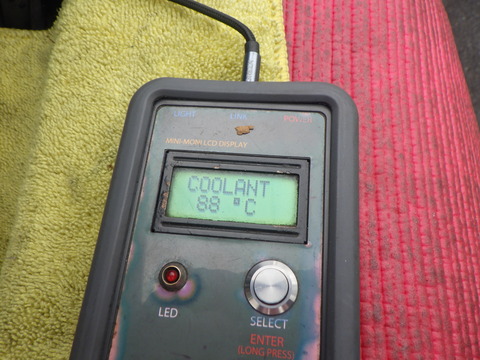 LIGHT LINK POWER
MINI-MOM LCD DISPLAY
COOLANT
88 °C
LED
SELECT
ENTER
(LONG PRESS)